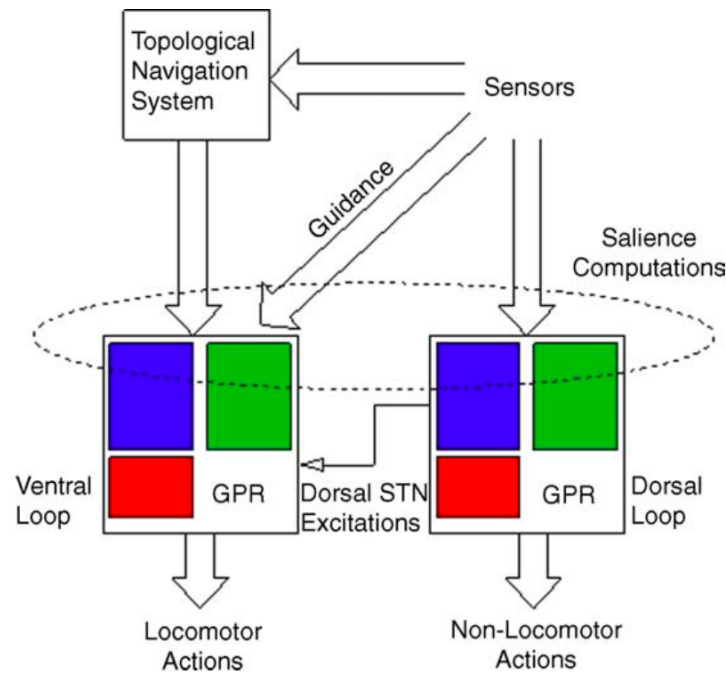 Topological
Navigation
System
Sensors
Guidance
Salience
Computations
Ventral
Loop
GPR
Dorsal STN
Excitations
GPR
Dorsal
Loop
Locomotor
Actions
Non-Locomotor
Actions